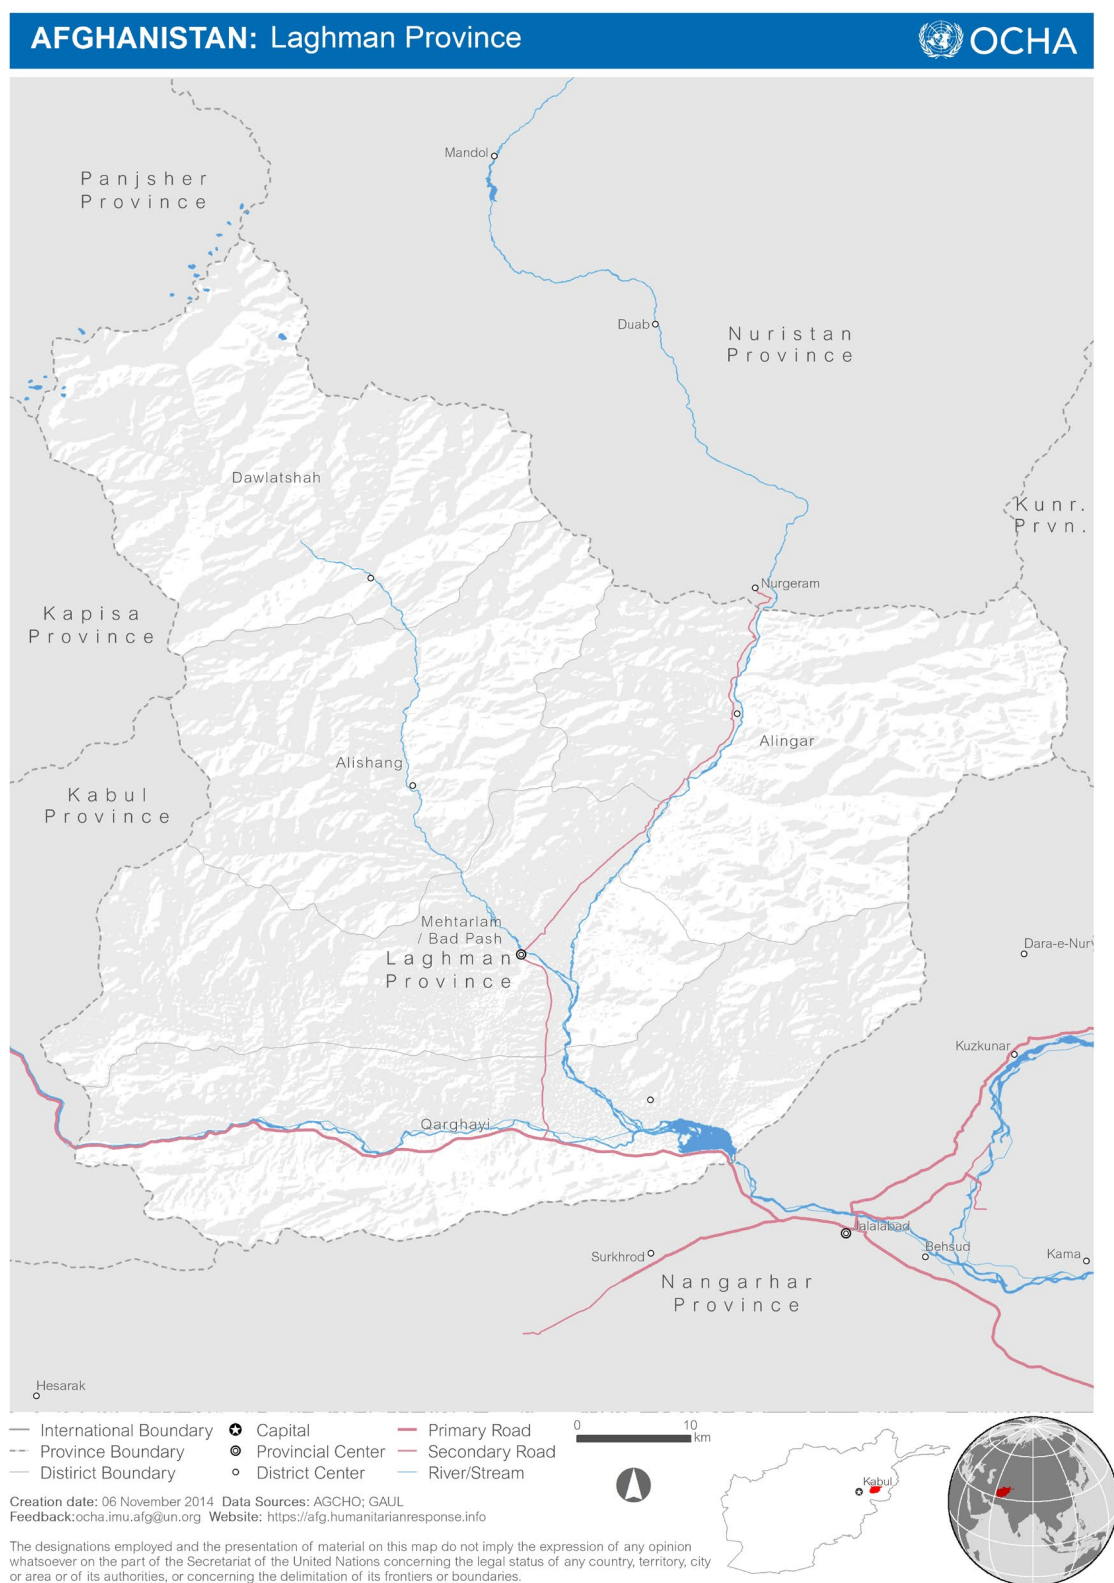 AFGHANISTAN: Laghman Province
OCHA
Mandol
Panjsher
Province
Duab
Nuristan
Province
Dawlatshah
Kunr.
Prvn.
Nurgeram
Kapisa
Province
Alingar
Alishang
Kabul
Province
Mehtarlam
/ Bad Pash
Laghman
Province
Dara-e-Nur
Kuzkunar
Qarghayi
Jalalabad
Behsud
Surkhrod
Kama
Nangarhar
Province
Hesarak
International Boundary
Province Boundary
Distirict Boundary
Capital
Provincial Center
District Center
Primary Road
Secondary Road
River/Stream
0 10
km
Kabul
Creation date: 06 November 2014 Data Sources: AGCHO; GAUL
Feedback:ocha.imu.afg@un.org Website: https://afg.humanitarianresponse.info
The designations employed and the presentation of material on this map do not imply the expression of any opinion
whatsoever on the part of the Secretariat of the United Nations concerning the legal status of any country, territory, city
or area or of its authorities, or concerning the delimitation of its frontiers or boundaries.